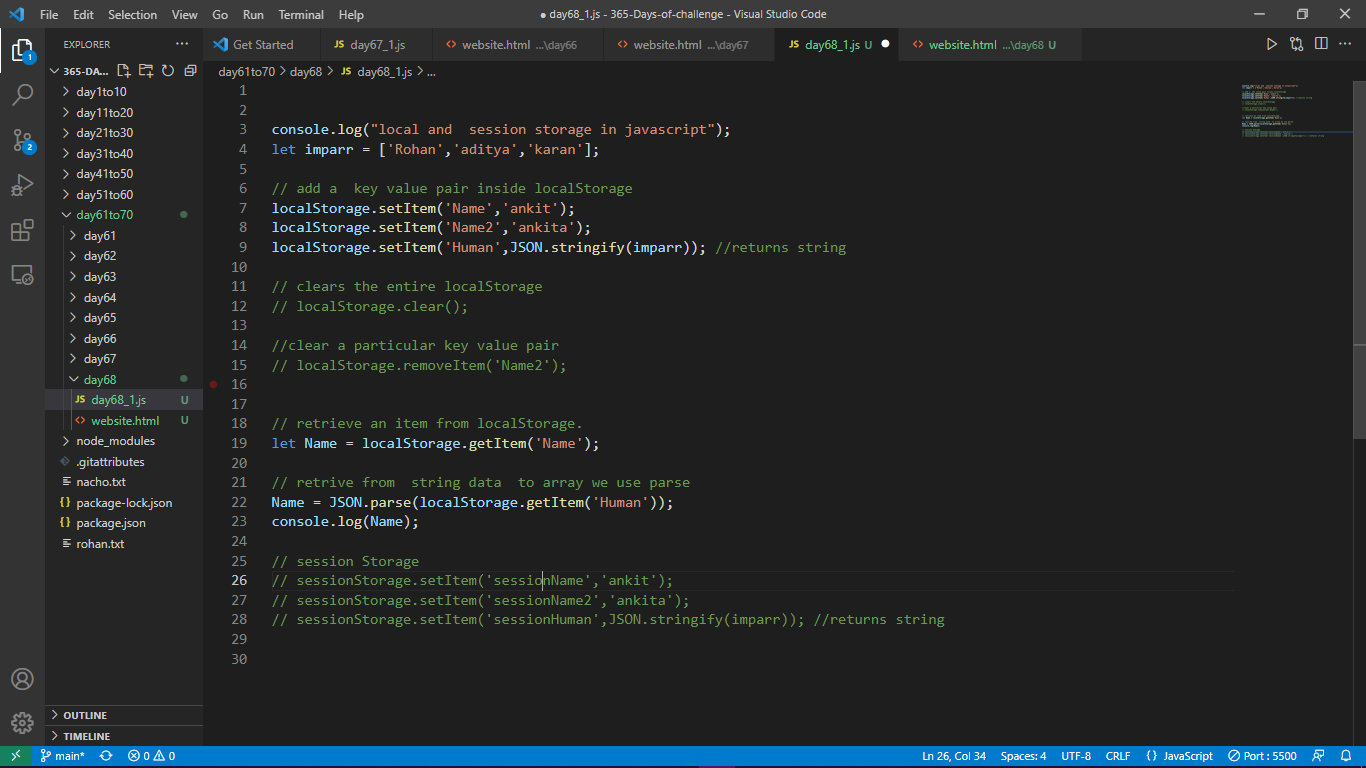 File Edit Selection View Go Run Terminal Help ● day68_1.js - 365-Days-of-challenge - Visual Studio Code
EXPLORER ...
Get Started JS day67_1.js <> website.html ...\day66 <> website.html ...\day67 JS day68_1.js U ● <> website.html ...\day68 U
1
2
365-DA...
day1to10
day11to20
day21to30
day31to40
day41to50
day51to60
day61to70
day61
day62
day63
day64
day65
day66
day67
day68
JS day68_1.js U
<> website.html U
node_modules
.gitattributes
nacho.txt
{} package-lock.json
{} package.json
rohan.txt
OUTLINE
TIMELINE
day61to70 > day68 > JS day68_1.js > ...
1
2
3 console.log("local and  session storage in javascript");
4 let imparr = ['Rohan','aditya','karan'];
5
6 // add a  key value pair inside localStorage
7 localStorage.setItem('Name','ankit');
8 localStorage.setItem('Name2','ankita');
9 localStorage.setItem('Human',JSON.stringify(imparr)); //returns string
10
11 // clears the entire localStorage
12 // localStorage.clear();
13
14 //clear a particular key value pair
15 // localStorage.removeItem('Name2');
16
17
18 // retrieve an item from localStorage.
19 let Name = localStorage.getItem('Name');
20
21 // retrive from  string data  to array we use parse
22 Name = JSON.parse(localStorage.getItem('Human'));
23 console.log(Name);
24
25 // session Storage
26 // sessionStorage.setItem('sessionName','ankit');
27 // sessionStorage.setItem('sessionName2','ankita');
28 // sessionStorage.setItem('sessionHuman',JSON.stringify(imparr)); //returns string
29
30
main* 0 0 Ln 26, Col 34 Spaces: 4 UTF-8 CRLF {} JavaScript Port : 5500